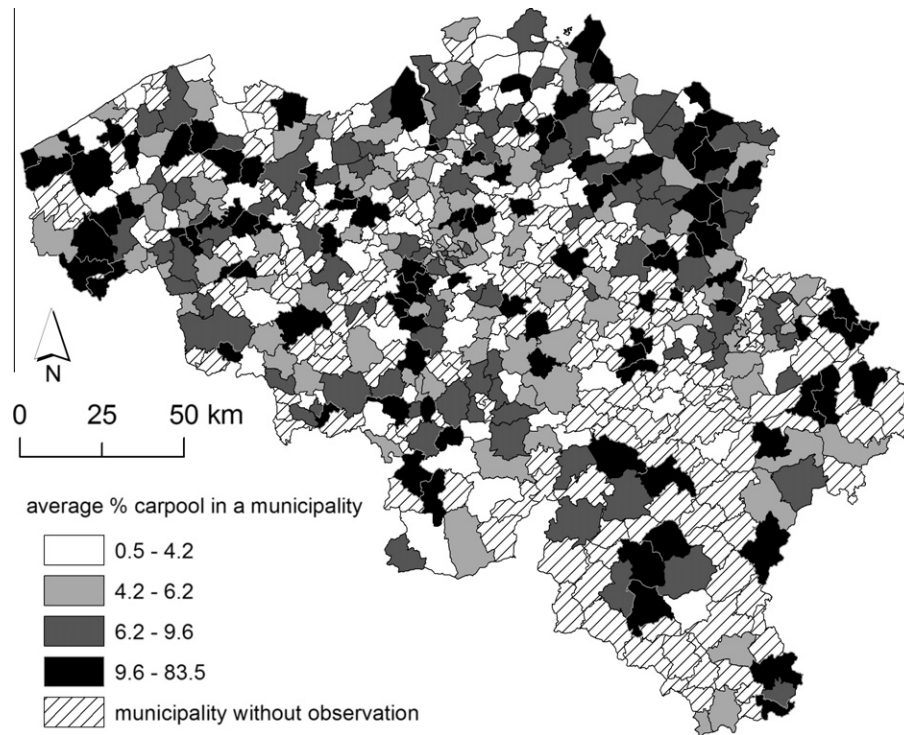 N
0 25 50 km
average % carpool in a municipality
0.5 - 4.2
4.2 - 6.2
6.2 - 9.6
9.6 - 83.5
municipality without observation